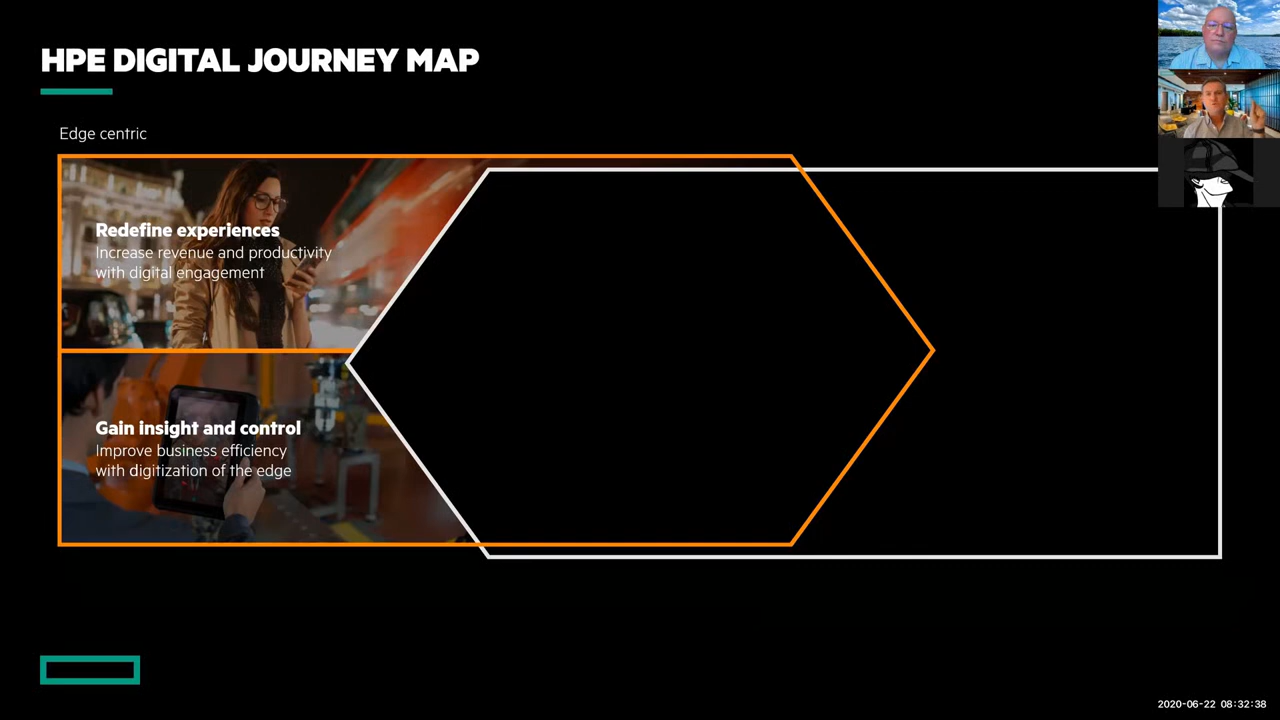 HPE DIGITAL JOURNEY MAP
Edge centric
Redefine experiences
Increase revenue and productivity
with digital engagement
Gain insight and control
Improve business efficiency
with digitization of the edge
2020-06-22 08:32:38